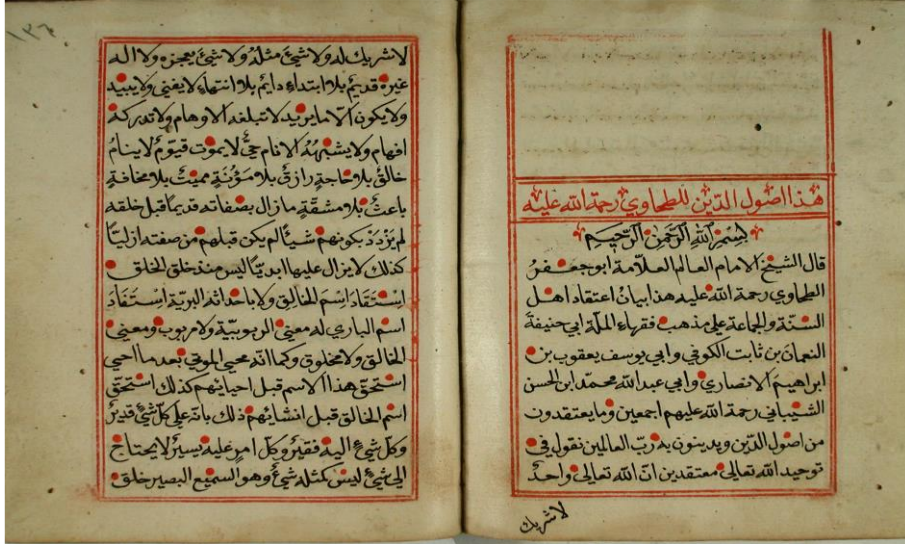 هذا اصول الدين للطحاوي رحمة الله عليه
بسم الله الرحمن الرحيم
قال الشيخ الامام العالم العلامة ابو جعفر
الطحاوي رحمة الله عليه هذا بيان اعتقاد اهل
السنة والجماعة على مذهب فقهاء الملة ابي حنيفة
النعمان بن ثابت الكوفي وابي يوسف يعقوب بن
ابراهيم الانصاري وابي عبد الله محمد ابن الحسن
الشيباني رحمة الله عليهم اجمعين وما يعتقدون
من اصول الدين ويدينون به رب العالمين نقول في
توحيد الله تعالى معتقدين ان الله تعالى واحد
لا شريك
١٣٦
لا شريك له ولا شئ مثله ولا شئ يعجزه ولا اله
غيره قديم بلا ابتداء دايم بلا انتهاء لا يفنى ولا يبيد
ولا يكون الا ما يريد لا تبلغه الاوهام ولا تدركه
افهام ولا يشبهه الانام حي لا يموت قيوم لا ينام
خالق بلا حاجة رازق بلا مؤنة مميت بلا مخافة
باعث بلا مشقة ما زال بصفاته قديما قبل خلقه
لم يزدد بكونهم شيأ لم يكن قبلهم من صفته ازليا
كذلك لا يزال عليها ابديا ليس منذ خلق الخلق
استفاد اسم الخالق ولا باحداثه البرية استفاد
اسم الباري له معنى الربوبية ولا مربوب ومعنى
الخالق ولا مخلوق وكما انه محيي الموتى بعد ما احيى
استحق هذا الاسم قبل احيائهم كذلك استحق
اسم الخالق قبل انشائهم ذلك بانه على كل شئ قدير
وكل شئ اليه فقير وكل امر عليه يسير لا يحتاج
الى شئ ليس كمثله شئ وهو السميع البصير خلق